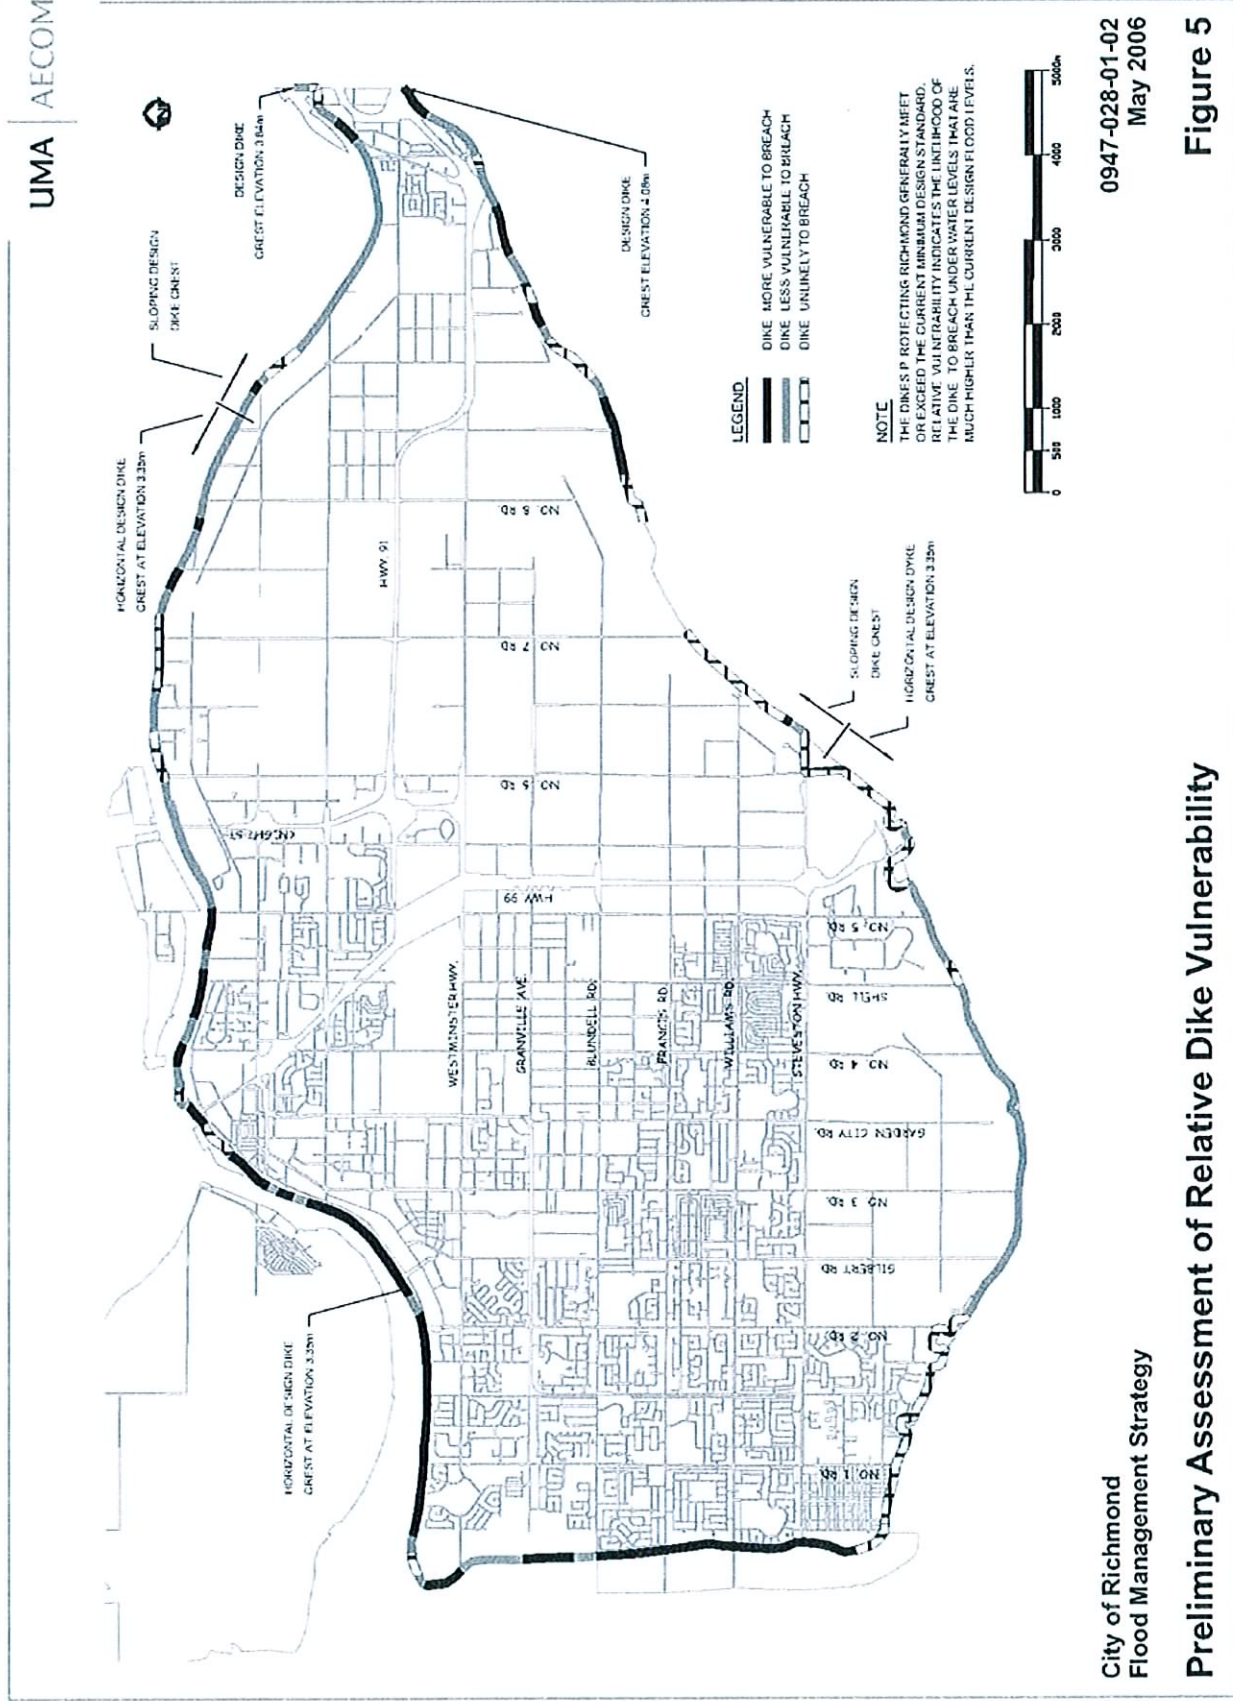 UMA | AECOM
DESIGN DIKE
CREST ELEVATION 3.84m
SLOPING DESIGN
DIKE CREST
HORIZONTAL DESIGN DIKE
CREST AT ELEVATION 3.35m
DESIGN DIKE
CREST ELEVATION 4.08m
LEGEND
DIKE MORE VULNERABLE TO BREACH
DIKE LESS VULNERABLE TO BREACH
DIKE UNLIKELY TO BREACH
NOTE
THE DIKES PROTECTING RICHMOND GENERALLY MEET
OR EXCEED THE CURRENT MINIMUM DESIGN STANDARD.
RELATIVE VULNERABILITY INDICATES THE LIKELIHOOD OF
THE DIKE TO BREACH UNDER WATER LEVELS THAT ARE
MUCH HIGHER THAN THE CURRENT DESIGN FLOOD LEVELS.
0 500 1000 2000 3000 4000 5000m
HWY. 91
NO. 8 RD.
NO. 7 RD.
NO. 6 RD.
KNIGHT ST.
HWY 99
WESTMINSTER HWY.
GRANVILLE AVE.
BLUNDELL RD.
FRANCIS RD.
WILLIAMS RD.
STEVESTON HWY.
NO. 5 RD.
SHELL RD.
NO. 4 RD.
GARDEN CITY RD.
NO 3 RD.
GILBERT RD
NO. 2 RD.
NO. 1 RD.
SLOPING DESIGN
DIKE CREST
HORIZONTAL DESIGN DYKE
CREST AT ELEVATION 3.35m
HORIZONTAL DESIGN DIKE
CREST AT ELEVATION 3.35m
City of Richmond
Flood Management Strategy
0947-028-01-02
May 2006
Preliminary Assessment of Relative Dike Vulnerability
Figure 5